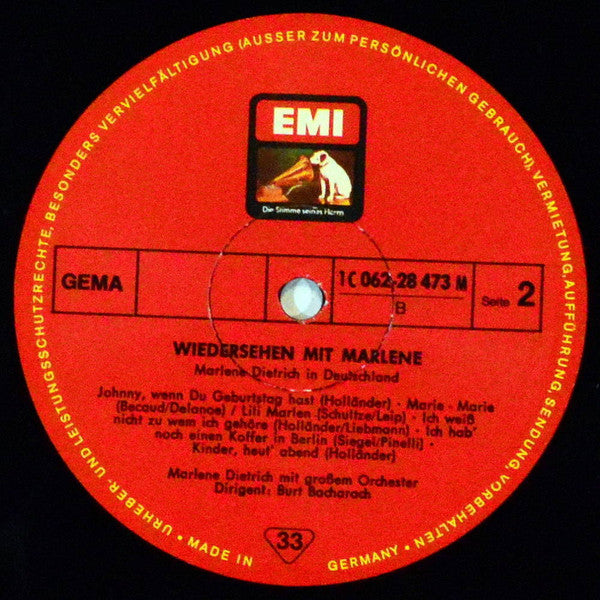 URHEBER- UND LEISTUNGSSCHUTZRECHTE, BESONDERS VERVIELFÄLTIGUNG (AUSSER ZUM PERSÖNLICHEN GEBRAUCH), VERMIETUNG, AUFFÜHRUNG, SENDUNG, VORBEHALTEN •
EMI
Die Stimme seines Herrn
GEMA
1C 062-28 473 M
B
Seite 2
WIEDERSEHEN MIT MARLENE
Marlene Dietrich in Deutschland
Johnny, wenn Du Geburtstag hast (Holländer) · Marie - Marie
(Becaud/Delanoe) / Lili Marlen (Schultze/Leip) · Ich weiß
nicht zu wem ich gehöre (Holländer/Liebmann) · Ich hab'
noch einen Koffer in Berlin (Siegel/Pinelli) ·
Kinder, heut' abend (Holländer)
Marlene Dietrich mit großem Orchester
Dirigent: Burt Bacharach
33
• MADE IN GERMANY •